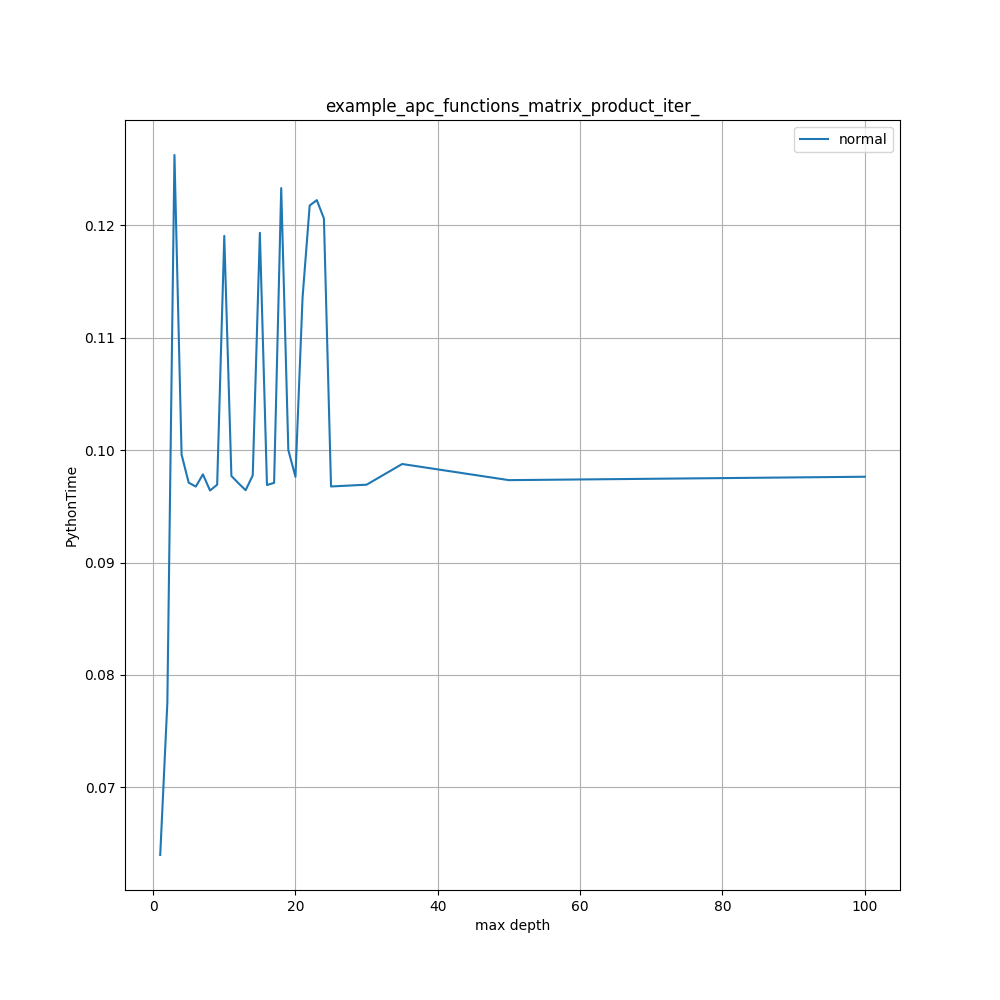 example_apc_functions_matrix_product_iter_
normal
0.12
0.11
0.10
0.09
0.08
0.07
PythonTime
0 20 40 60 80 100
max depth